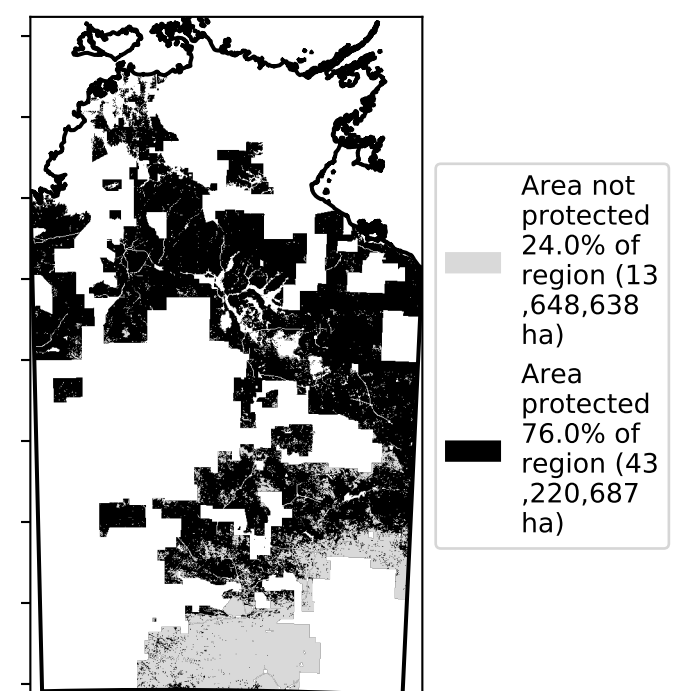 Area not
protected
24.0% of
region (13
,648,638
ha)
Area
protected
76.0% of
region (43
,220,687
ha)